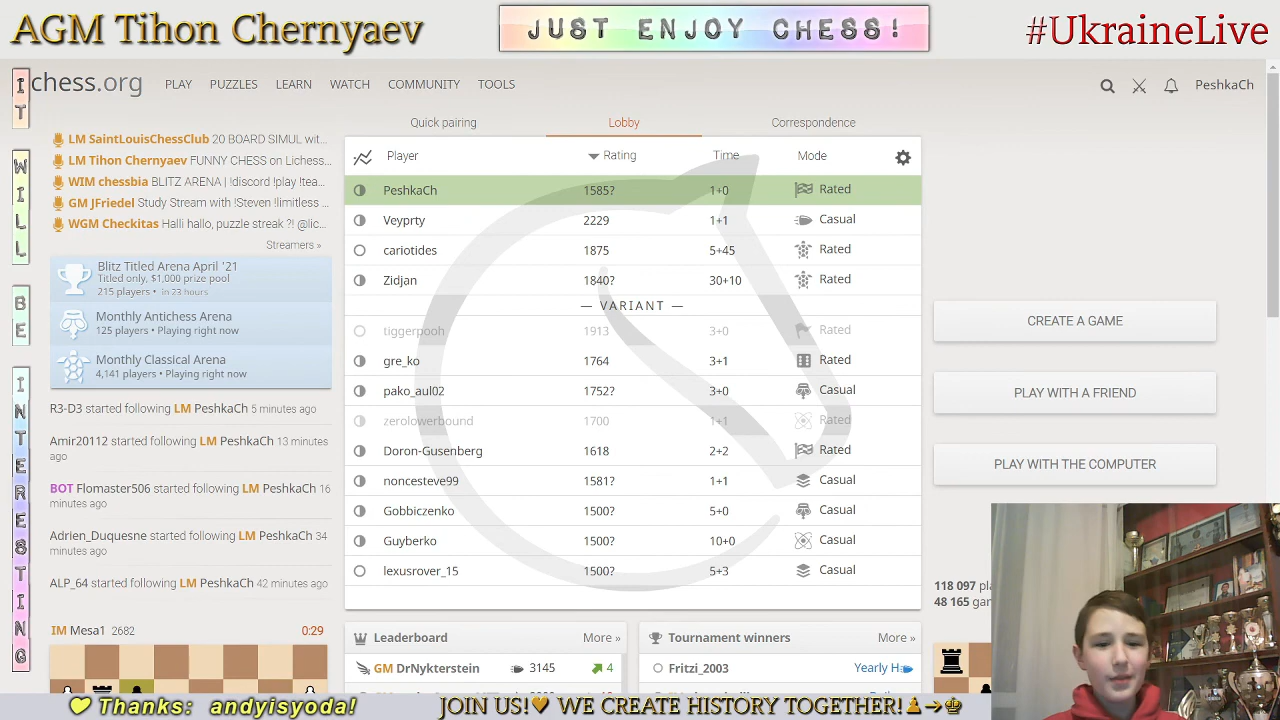 AGM Tihon Chernyaev
JUST ENJOY CHESS!
#UkraineLive
IT WILL BE INTERESTING
chess.org
PLAY PUZZLES LEARN WATCH COMMUNITY TOOLS
PeshkaCh
LM SaintLouisChessClub 20 BOARD SIMUL wit...
LM Tihon Chernyaev FUNNY CHESS on Lichess...
WIM chessbia BLITZ ARENA | !discord !play !tea...
GM JFriedel Study Stream with !Steven !limitless ...
WGM Checkitas Halli hallo, puzzle streak ?! @lic...
Streamers »
Blitz Titled Arena April '21
Titled only, $1,000 prize pool
215 players • in 23 hours
Monthly Antichess Arena
125 players • Playing right now
Monthly Classical Arena
4,141 players • Playing right now
R3-D3 started following LM PeshkaCh 5 minutes ago
Amir20112 started following LM PeshkaCh 13 minutes
ago
BOT Flomaster506 started following LM PeshkaCh 16
minutes ago
Adrien_Duquesne started following LM PeshkaCh 34
minutes ago
ALP_64 started following LM PeshkaCh 42 minutes ago
IM Mesa1 2682 0:29
Quick pairing Lobby Correspondence
Player Rating Time Mode
PeshkaCh 1585? 1+0 Rated
Veyprty 2229 1+1 Casual
cariotides 1875 5+45 Rated
Zidjan 1840? 30+10 Rated
— VARIANT —
tiggerpooh 1913 3+0 Rated
gre_ko 1764 3+1 Rated
pako_aul02 1752? 3+0 Casual
zerolowerbound 1700 1+1 Rated
Doron-Gusenberg 1618 2+2 Rated
noncesteve99 1581? 1+1 Casual
Gobbiczenko 1500? 5+0 Casual
Guyberko 1500? 10+0 Casual
lexusrover_15 1500? 5+3 Casual
CREATE A GAME
PLAY WITH A FRIEND
PLAY WITH THE COMPUTER
118 097 pl
48 165 gar
Leaderboard More »
GM DrNykterstein 3145 4
Tournament winners More »
Fritzi_2003 Yearly H
Thanks: andyisyoda!
JOIN US! WE CREATE HISTORY TOGETHER!